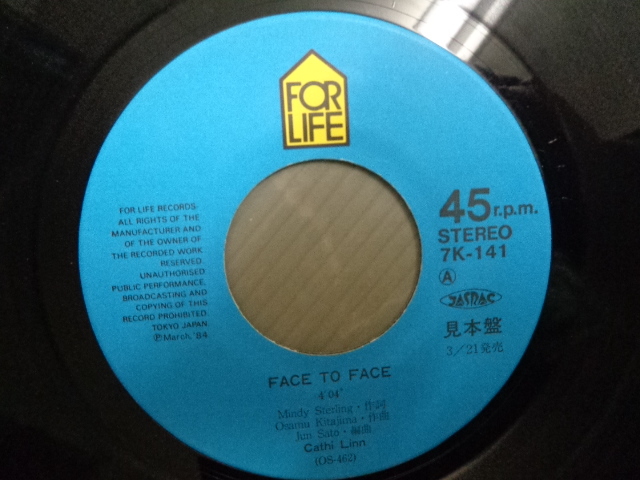 FOR
LIFE
FOR LIFE RECORDS·
ALL RIGHTS OF THE
MANUFACTURER AND
OF THE OWNER OF
THE RECORDED WORK
RESERVED.
UNAUTHORISED
PUBLIC PERFORMANCE,
BROADCASTING AND
COPYING OF THIS
RECORD PROHIBITED.
TOKYO JAPAN.
ⓅMarch.'84
45r.p.m.
STEREO
7K-141
Ⓐ
JASRAC
見本盤
3/21発売
FACE TO FACE
4'04"
Mindy Sterling・作詞
Osamu Kitajima・作曲
Jun Sato・編曲
Cathi Linn
(OS-462)